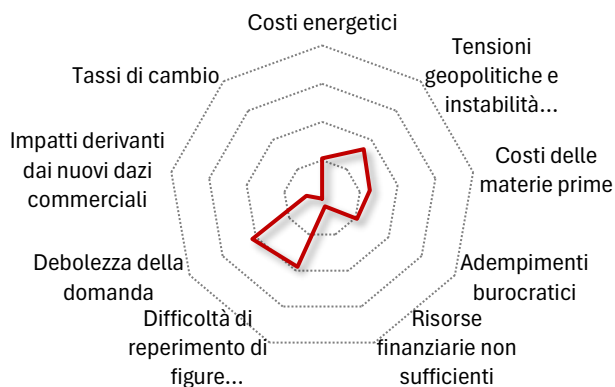 Costi energetici
Tensioni
geopolitiche e
instabilità...
Costi delle
materie prime
Adempimenti
burocratici
Risorse
finanziarie non
sufficienti
Difficoltà di
reperimento di
figure...
Debolezza della
domanda
Impatti derivanti
dai nuovi dazi
commerciali
Tassi di cambio